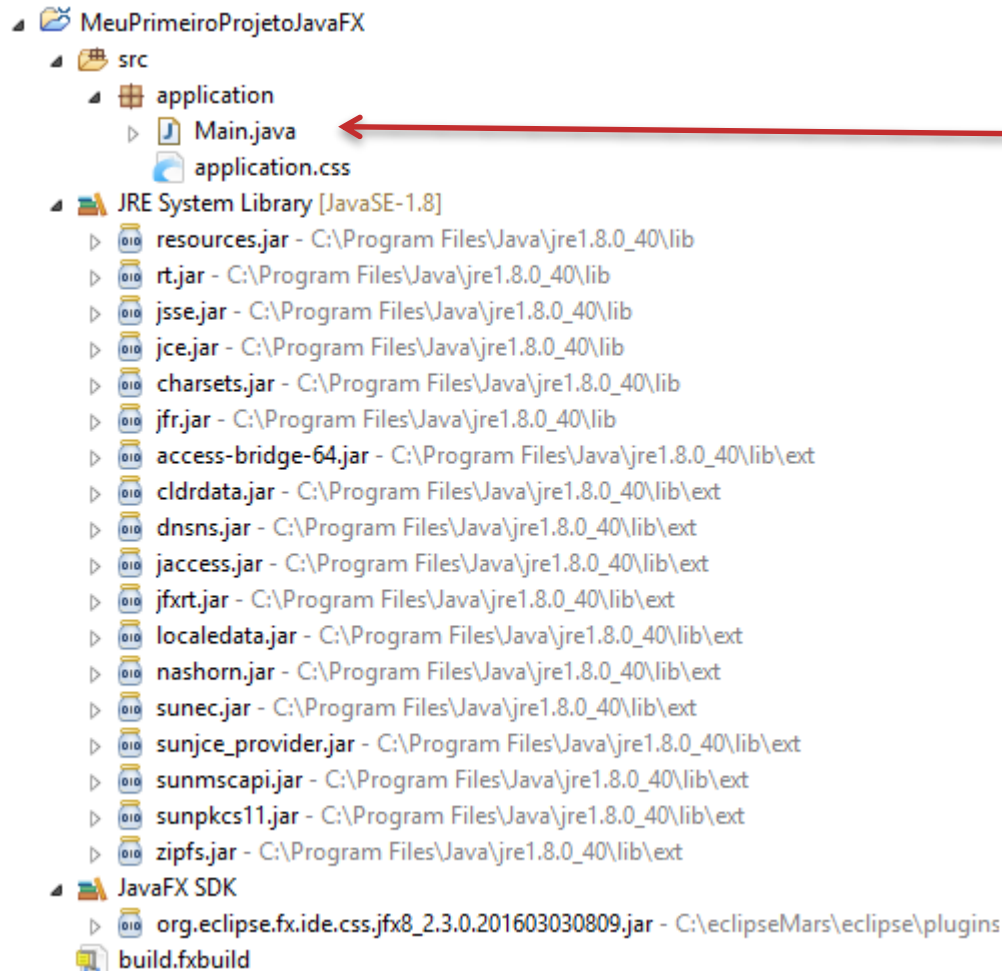 MeuPrimeiroProjetoJavaFX
src
application
Main.java
application.css
JRE System Library [JavaSE-1.8]
resources.jar - C:\Program Files\Java\jre1.8.0_40\lib
rt.jar - C:\Program Files\Java\jre1.8.0_40\lib
jsse.jar - C:\Program Files\Java\jre1.8.0_40\lib
jce.jar - C:\Program Files\Java\jre1.8.0_40\lib
charsets.jar - C:\Program Files\Java\jre1.8.0_40\lib
jfr.jar - C:\Program Files\Java\jre1.8.0_40\lib
access-bridge-64.jar - C:\Program Files\Java\jre1.8.0_40\lib\ext
cldrdata.jar - C:\Program Files\Java\jre1.8.0_40\lib\ext
dnsns.jar - C:\Program Files\Java\jre1.8.0_40\lib\ext
jaccess.jar - C:\Program Files\Java\jre1.8.0_40\lib\ext
jfxrt.jar - C:\Program Files\Java\jre1.8.0_40\lib\ext
localedata.jar - C:\Program Files\Java\jre1.8.0_40\lib\ext
nashorn.jar - C:\Program Files\Java\jre1.8.0_40\lib\ext
sunec.jar - C:\Program Files\Java\jre1.8.0_40\lib\ext
sunjce_provider.jar - C:\Program Files\Java\jre1.8.0_40\lib\ext
sunmscapi.jar - C:\Program Files\Java\jre1.8.0_40\lib\ext
sunpkcs11.jar - C:\Program Files\Java\jre1.8.0_40\lib\ext
zipfs.jar - C:\Program Files\Java\jre1.8.0_40\lib\ext
JavaFX SDK
org.eclipse.fx.ide.css.jfx8_2.3.0.201603030809.jar - C:\eclipseMars\eclipse\plugins
build.fxbuild